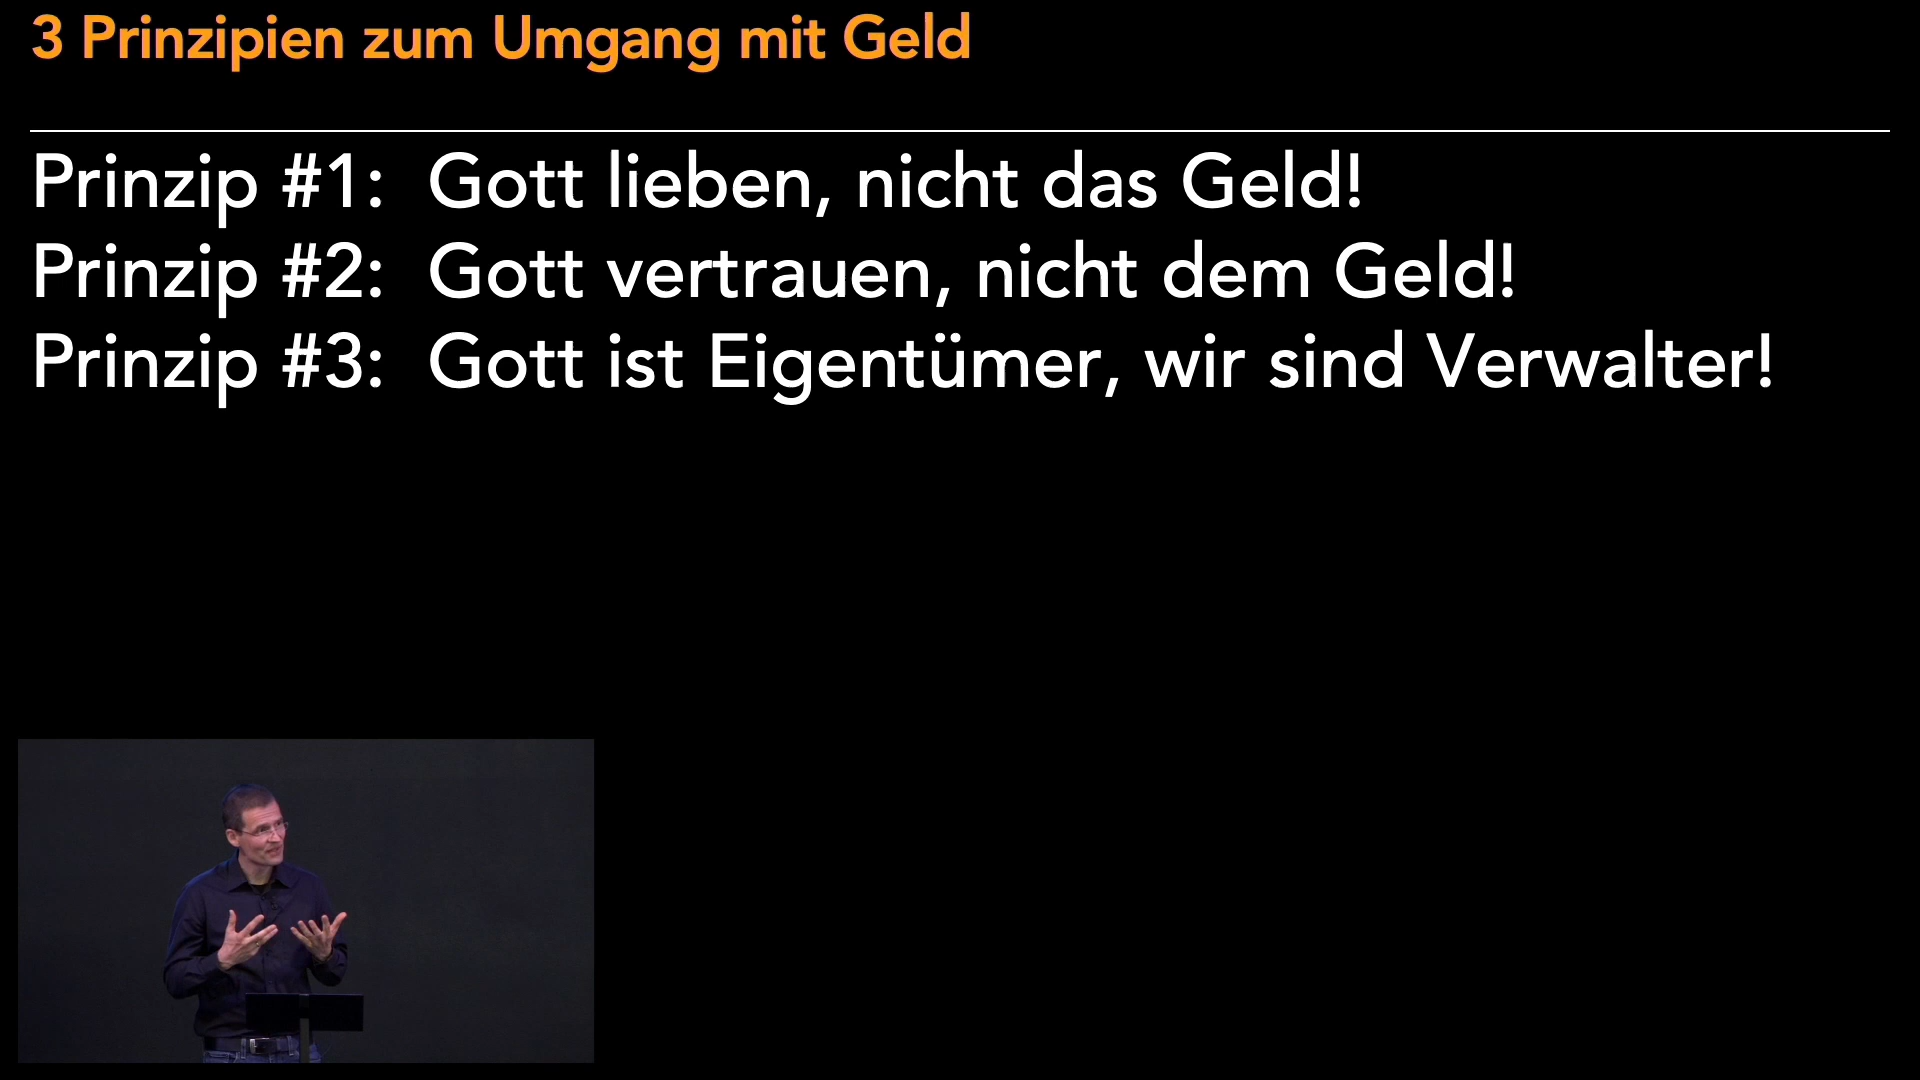 3 Prinzipien zum Umgang mit Geld
Prinzip #1: Gott lieben, nicht das Geld!
Prinzip #2: Gott vertrauen, nicht dem Geld!
Prinzip #3: Gott ist Eigentümer, wir sind Verwalter!